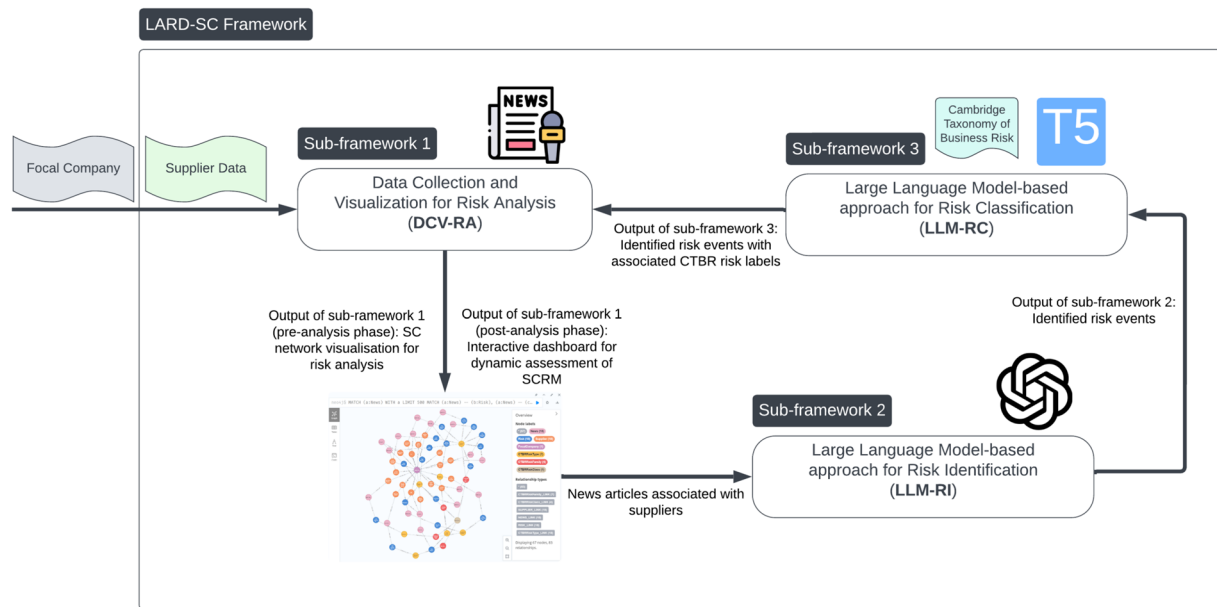 LARD-SC Framework
NEWS
Cambridge
Taxonomy of
Business Risk
T5
Sub-framework 1
Sub-framework 3
Focal Company
Supplier Data
Data Collection and
Visualization for Risk Analysis
(DCV-RA)
Large Language Model-based
approach for Risk Classification
(LLM-RC)
Output of sub-framework 3:
Identified risk events with
associated CTBR risk labels
Output of sub-ramework 1
(pre-analysis phase): SC
network visualisation for
risk analysis
Output of sub-framework 1
(post-analysis phase):
Interactive dashboard for
dynamic assessment of
SCRM
Output of sub-framework 2:
Identified risk events
Overview
Node labels
Relationship types
Sub-framework 2
Large Language Model-based
approach for Risk Identification
(LLM-RI)
News articles associated with
suppliers